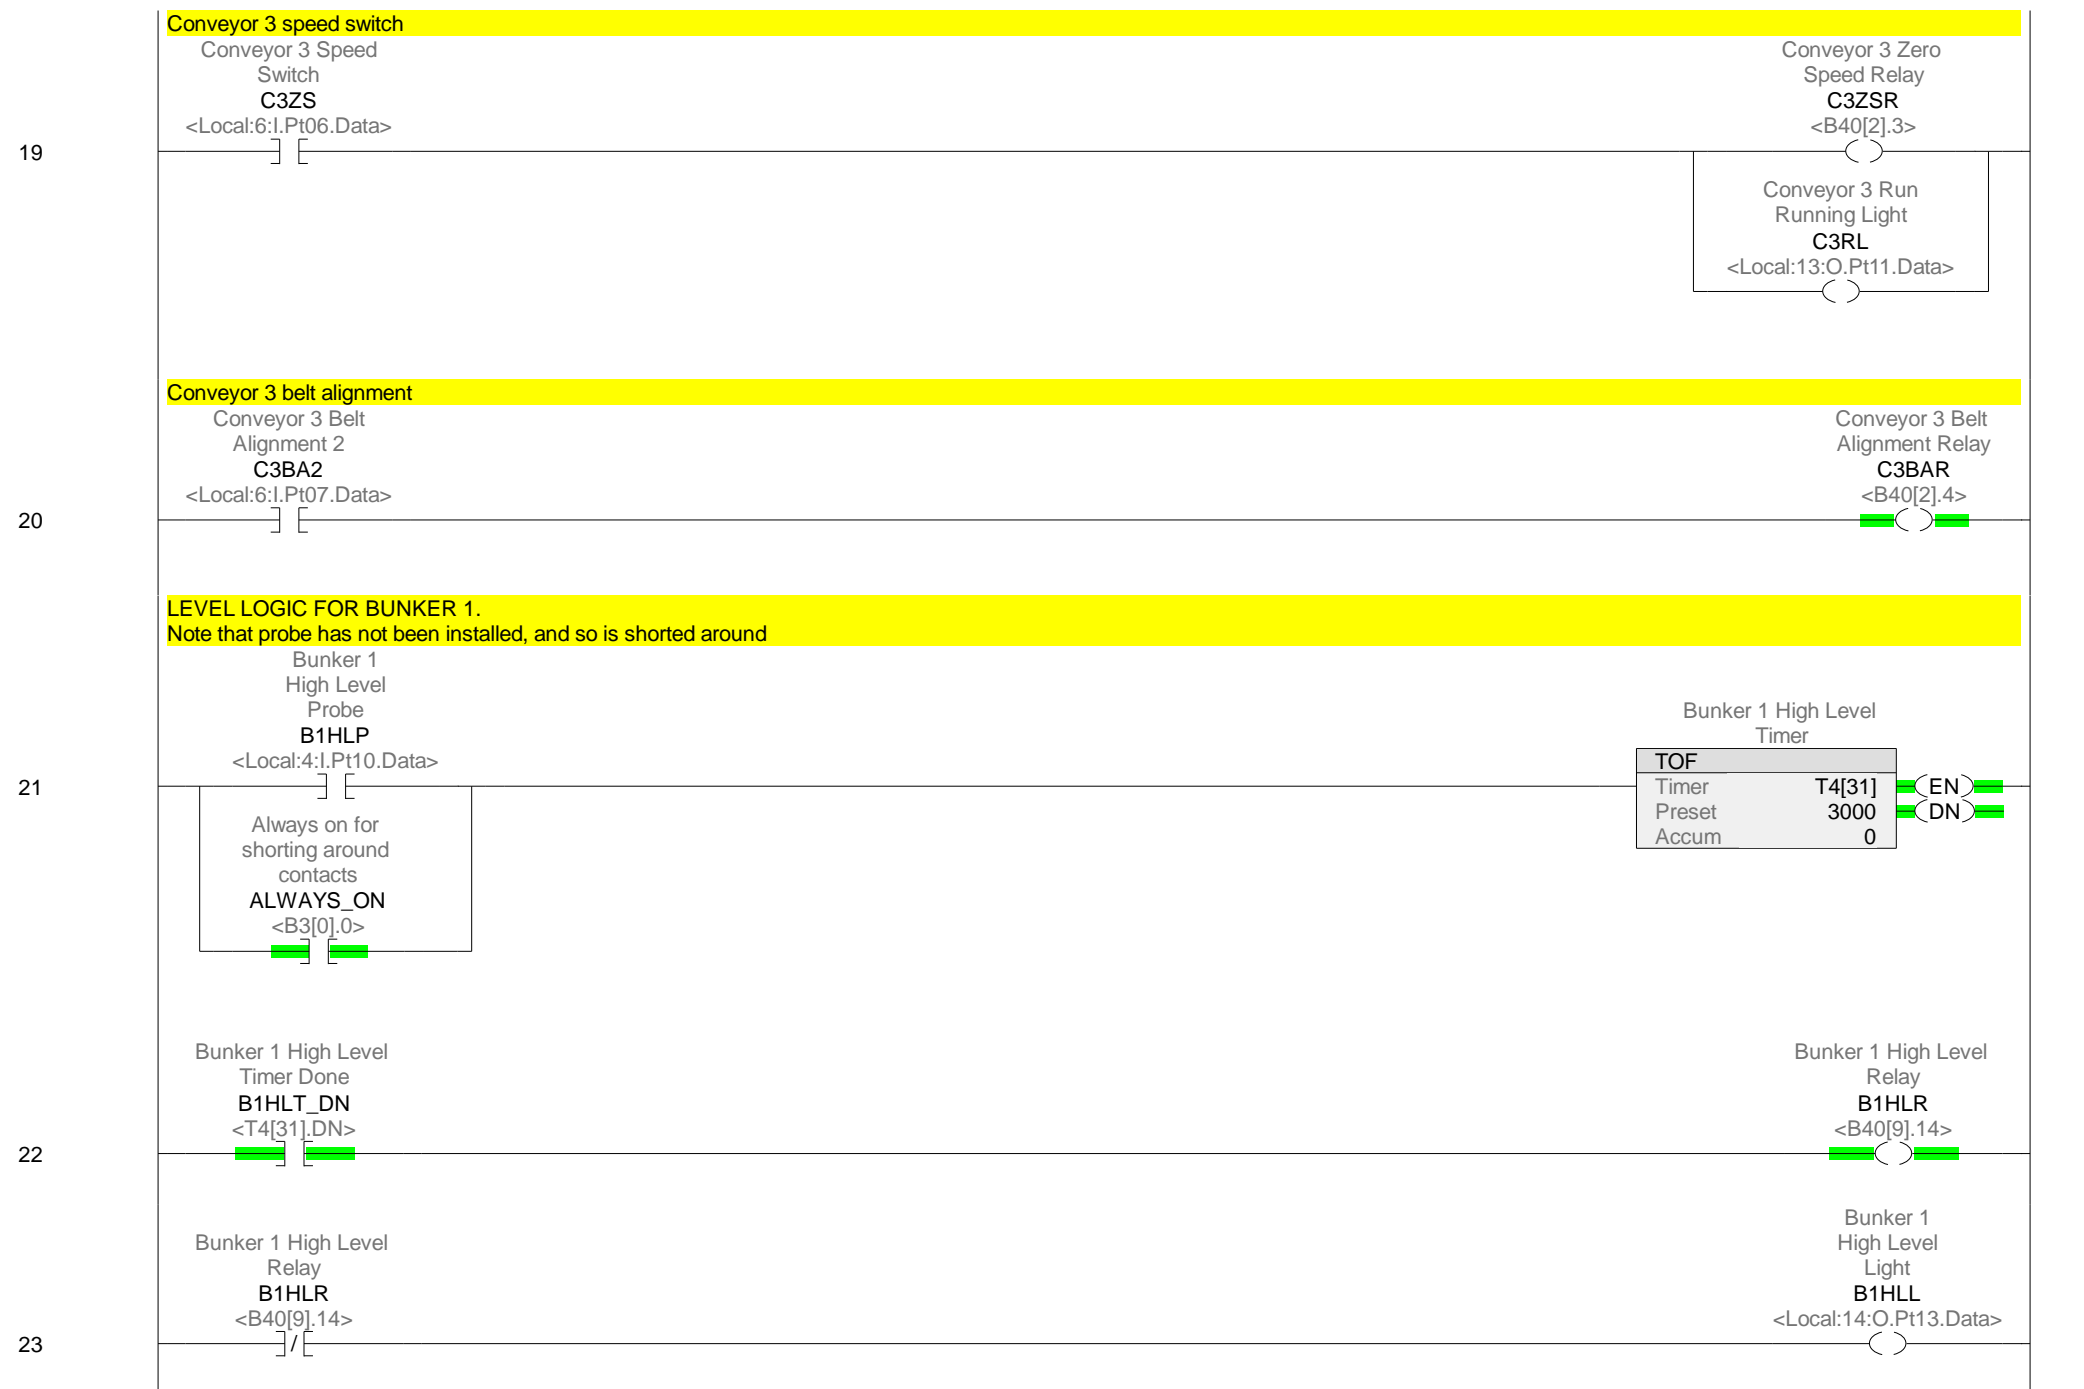 Conveyor 3 speed switch
Conveyor 3 Speed
Switch
C3ZS
<Local:6:I.Pt06.Data>
Conveyor 3 Zero
Speed Relay
C3ZSR
<B40[2].3>
19
Conveyor 3 Run
Running Light
C3RL
<Local:13:O.Pt11.Data>
Conveyor 3 belt alignment
Conveyor 3 Belt
Alignment 2
C3BA2
<Local:6:I.Pt07.Data>
Conveyor 3 Belt
Alignment Relay
C3BAR
<B40[2].4>
20
LEVEL LOGIC FOR BUNKER 1.
Note that probe has not been installed, and so is shorted around
Bunker 1
High Level
Probe
B1HLP
<Local:4:I.Pt10.Data>
Bunker 1 High Level
Timer
TOF
Timer T4[31]
Preset 3000
Accum 0
EN
DN
21
Always on for
shorting around
contacts
ALWAYS_ON
<B3[0].0>
Bunker 1 High Level
Timer Done
B1HLT_DN
<T4[31].DN>
Bunker 1 High Level
Relay
B1HLR
<B40[9].14>
22
Bunker 1 High Level
Relay
B1HLR
<B40[9].14>
/
Bunker 1
High Level
Light
B1HLL
<Local:14:O.Pt13.Data>
23